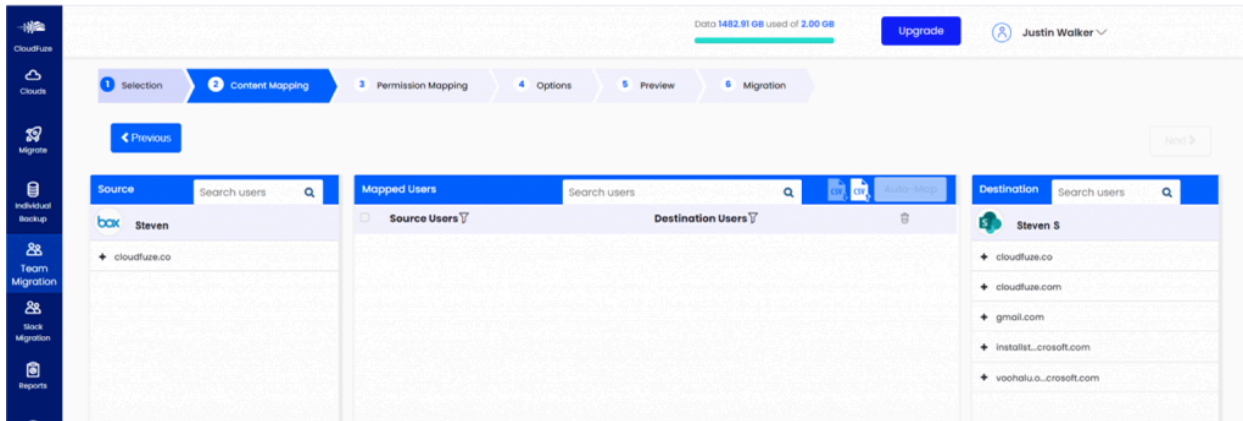 Data 1482.91 GB used of 2.00 GB
Upgrade
Justin Walker
CloudFuze
Clouds
Migrate
Individual
Backup
Team
Migration
Slack
Migration
Reports
1 Selection
2 Content Mapping
3 Permission Mapping
4 Options
5 Preview
6 Migration
Previous
Next
Source
Search users
box
Steven
cloudfuze.co
Mapped Users
Search users
CSV
CSV
Auto-Map
Source Users
Destination Users
Destination
Search users
S
Steven S
cloudfuze.co
cloudfuze.com
gmail.com
installst...crosoft.com
voohalu.o...crosoft.com